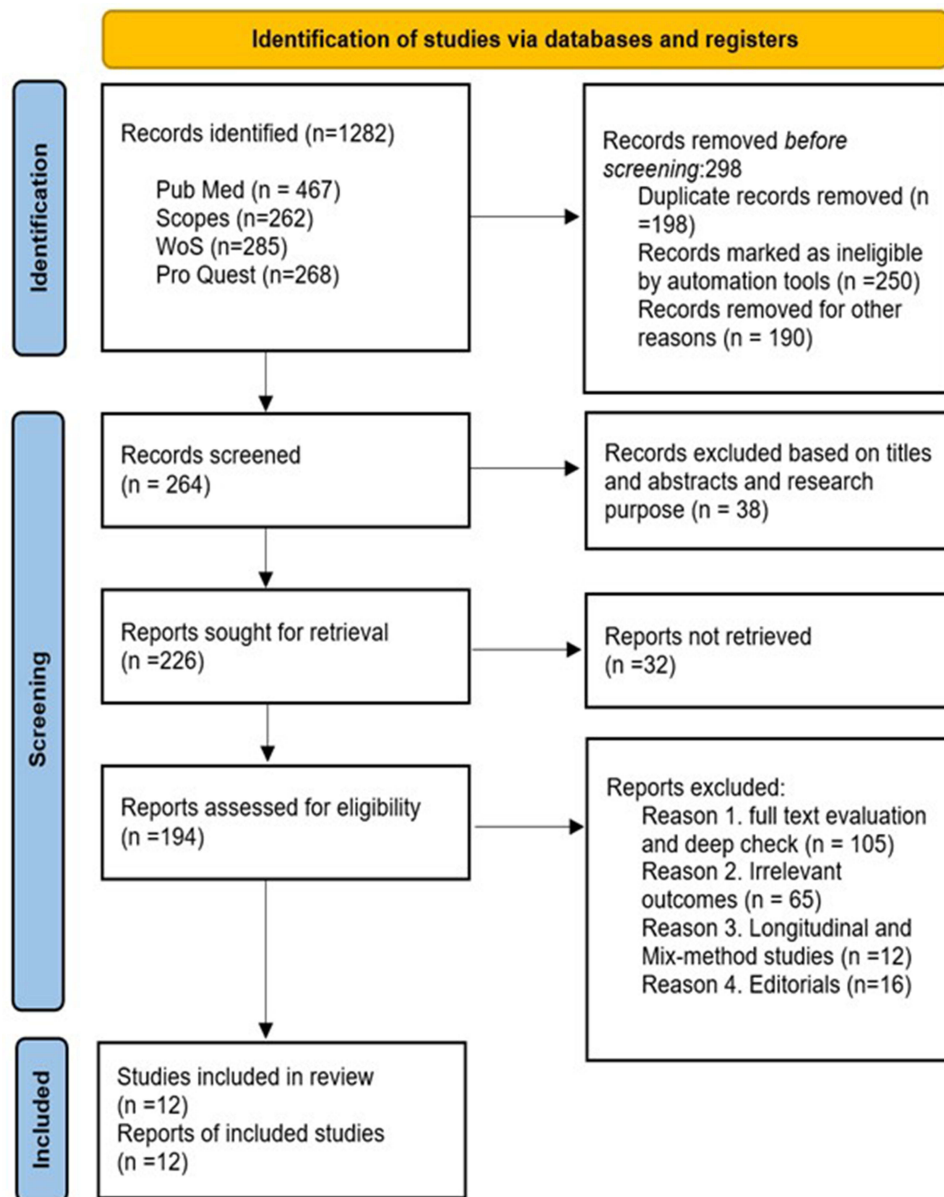 Identification of studies via databases and registers
Identification
Records identified (n=1282)
Pub Med (n = 467)
Scopes (n=262)
WoS (n=285)
Pro Quest (n=268)
Records removed before
screening:298
Duplicate records removed (n
=198)
Records marked as ineligible
by automation tools (n =250)
Records removed for other
reasons (n = 190)
Screening
Records screened
(n = 264)
Records excluded based on titles
and abstracts and research
purpose (n = 38)
Reports sought for retrieval
(n =226)
Reports not retrieved
(n =32)
Reports assessed for eligibility
(n =194)
Reports excluded:
Reason 1. full text evaluation
and deep check (n = 105)
Reason 2. Irrelevant
outcomes (n = 65)
Reason 3. Longitudinal and
Mix-method studies (n =12)
Reason 4. Editorials (n=16)
Included
Studies included in review
(n =12)
Reports of included studies
(n =12)